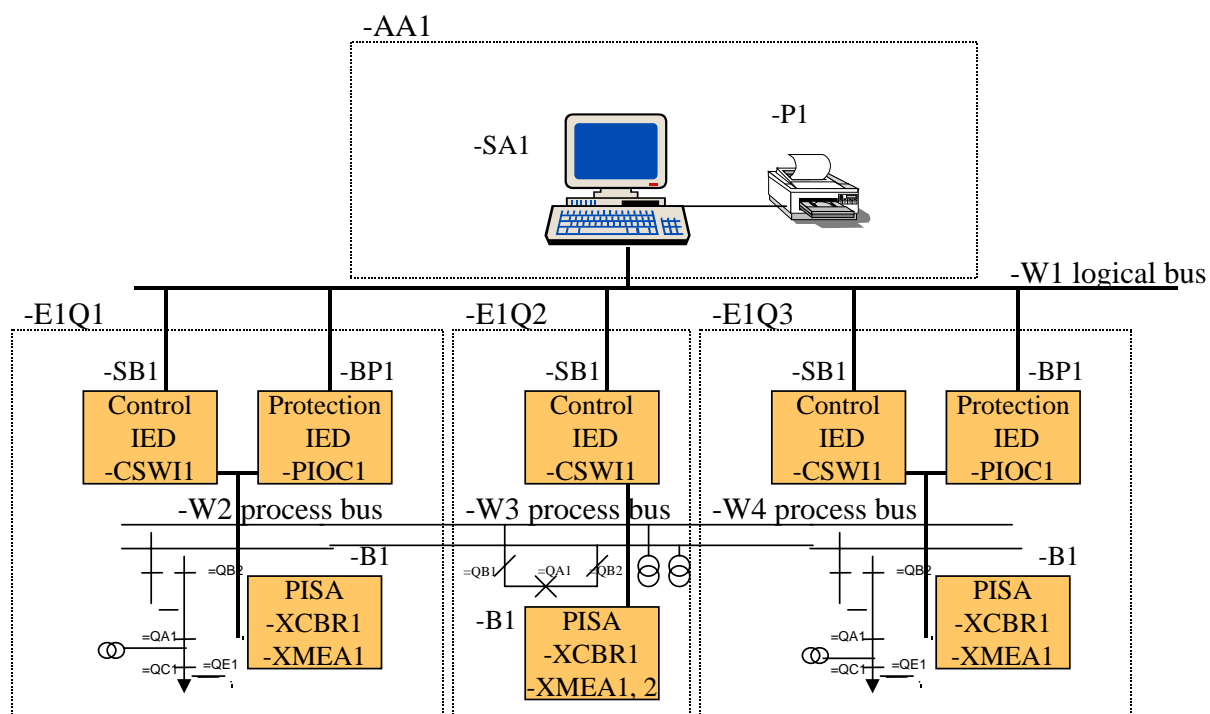 -AA1
-P1
-SA1
-W1 logical bus
-E1Q1
-E1Q2
-E1Q3
-SB1
-BP1
-SB1
-SB1
-BP1
Control
IED
-CSWI1
Protection
IED
-PIOC1
Control
IED
-CSWI1
Control
IED
-CSWI1
Protection
IED
-PIOC1
-W2 process bus
-W3 process bus
-W4 process bus
-B1
=QB2
=QB1
=QA1
=QB2
-B1
=QB2
PISA
-XCBR1
-XMEA1
-B1
PISA
-XCBR1
-XMEA1, 2
PISA
-XCBR1
-XMEA1
=QA1
=QC1
=QE1
=QA1
=QC1
=QE1